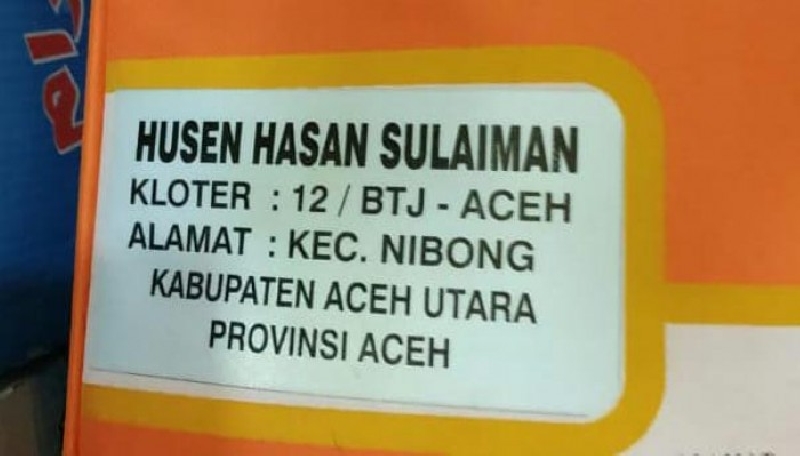 HUSEN HASAN SULAIMAN
KLOTER : 12 / BTJ - ACEH
ALAMAT : KEC. NIBONG
KABUPATEN ACEH UTARA
PROVINSI ACEH